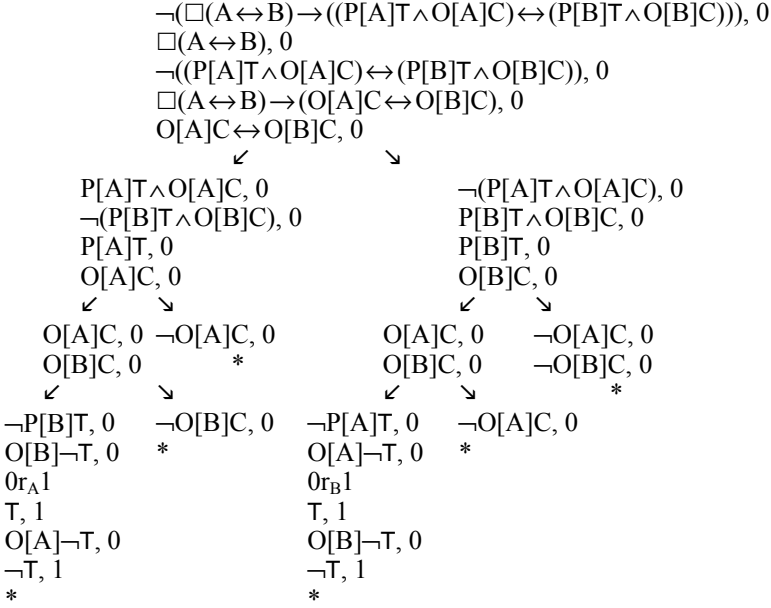 ¬(□(A↔B)→((P[A]T∧O[A]C)↔(P[B]T∧O[B]C))), 0
□(A↔B), 0
¬((P[A]T∧O[A]C)↔(P[B]T∧O[B]C)), 0
□(A↔B)→(O[A]C↔O[B]C), 0
O[A]C↔O[B]C, 0
↙ ↘
P[A]T∧O[A]C, 0 ¬(P[A]T∧O[A]C), 0
¬(P[B]T∧O[B]C), 0 P[B]T∧O[B]C, 0
P[A]T, 0 P[B]T, 0
O[A]C, 0 O[B]C, 0
↙ ↘ ↙ ↘
O[A]C, 0 ¬O[A]C, 0 O[A]C, 0 ¬O[A]C, 0
O[B]C, 0 * O[B]C, 0 ¬O[B]C, 0
↙ ↘ ↙ ↘ *
¬P[B]T, 0 ¬O[B]C, 0 ¬P[A]T, 0 ¬O[A]C, 0
O[B]¬T, 0 * O[A]¬T, 0 *
0r_A1 0r_B1
T, 1 T, 1
O[A]¬T, 0 O[B]¬T, 0
¬T, 1 ¬T, 1
* *